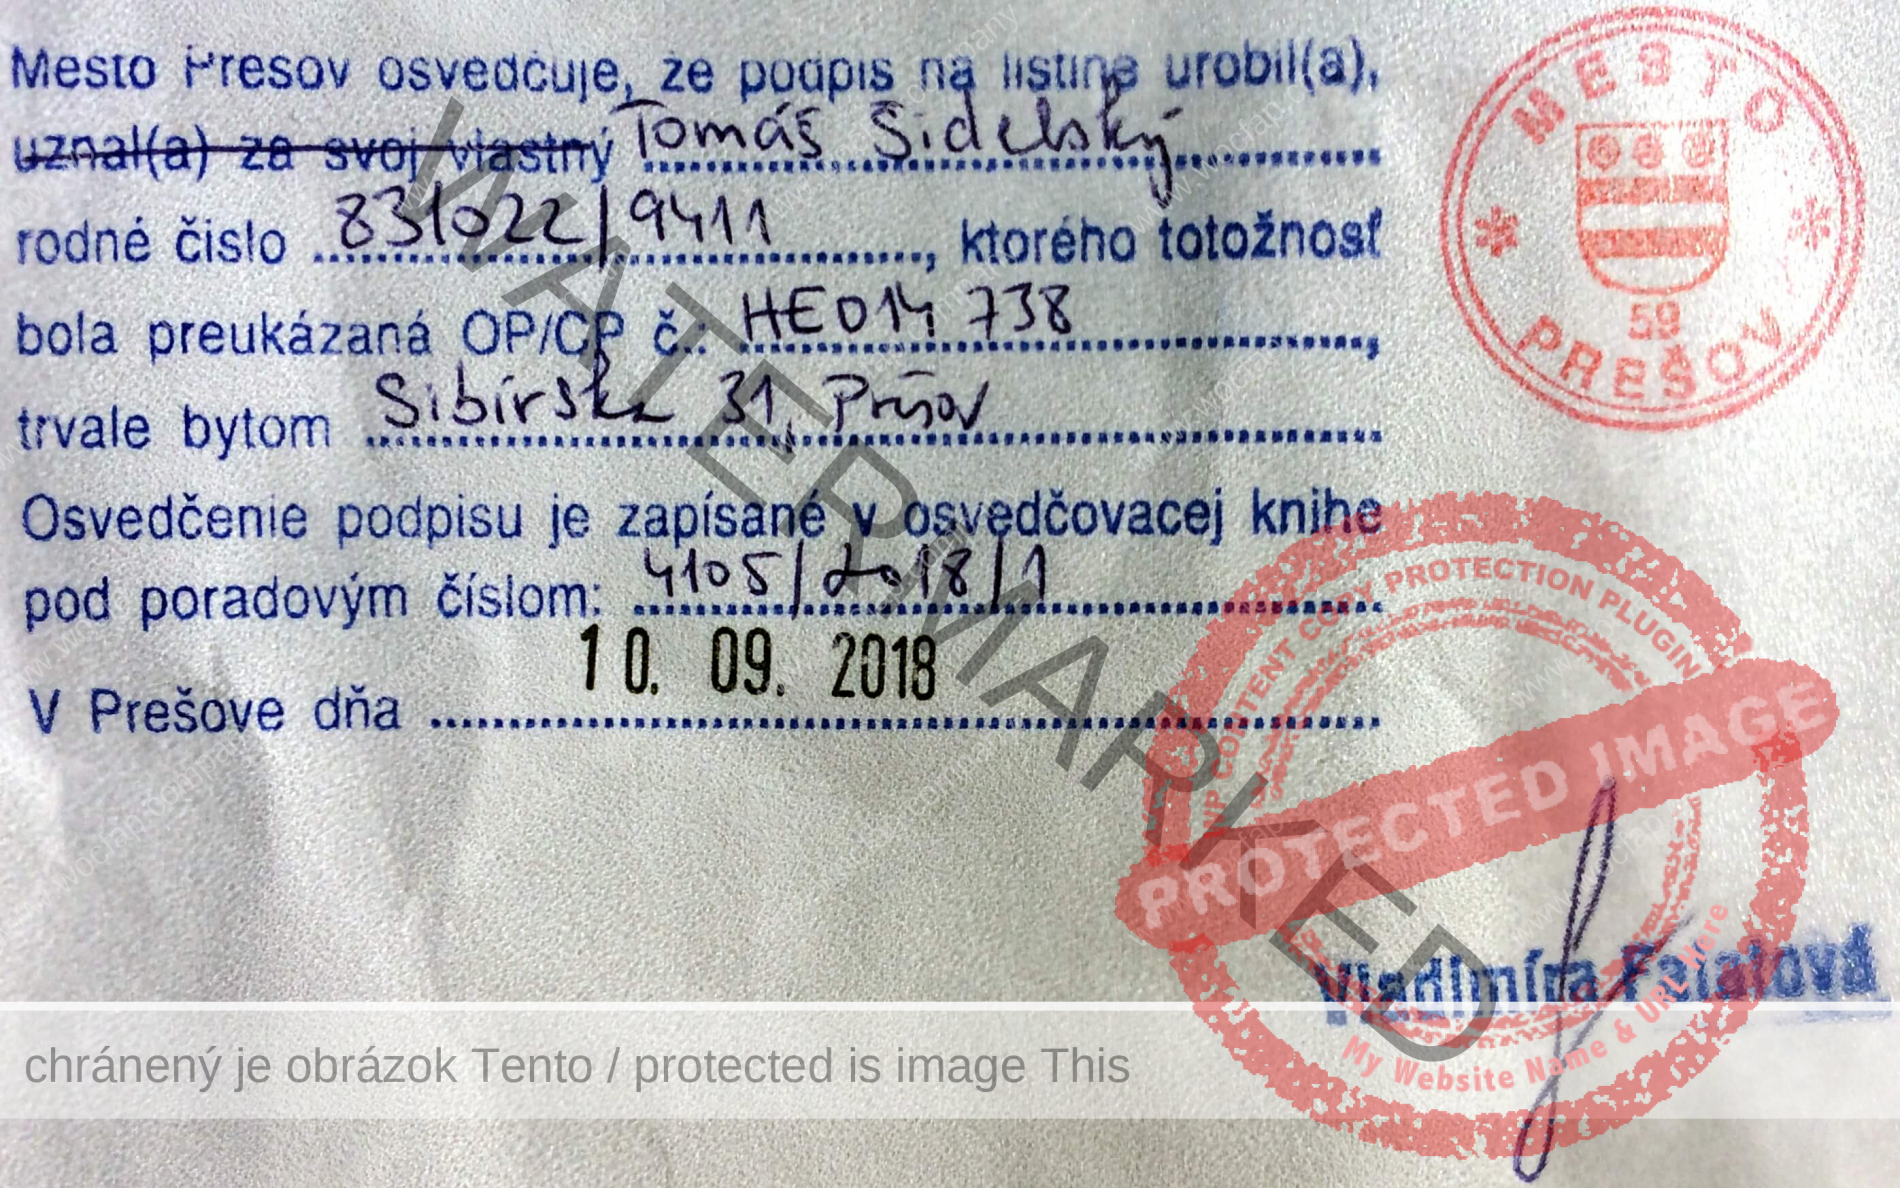 Mesto Prešov osvedčuje, že podpis na listine urobil(a),
uznal(a) za svoj vlastný Tomáš Sidelský
rodné číslo 831022/9411, ktorého totožnosť
bola preukázaná OP/CP č.: HE014738,
trvale bytom Sibírska 31, Prešov
Osvedčenie podpisu je zapísané v osvedčovacej knihe
pod poradovým číslom: 4105/2018/1
V Prešove dňa 10. 09. 2018
MESTO
59
PREŠOV
WATERMARKED
WP CONTENT COPY PROTECTION PLUGIN
PROTECTED IMAGE
My Website Name & URL Here
Vladimíra
chránený je obrázok Tento / protected is image This